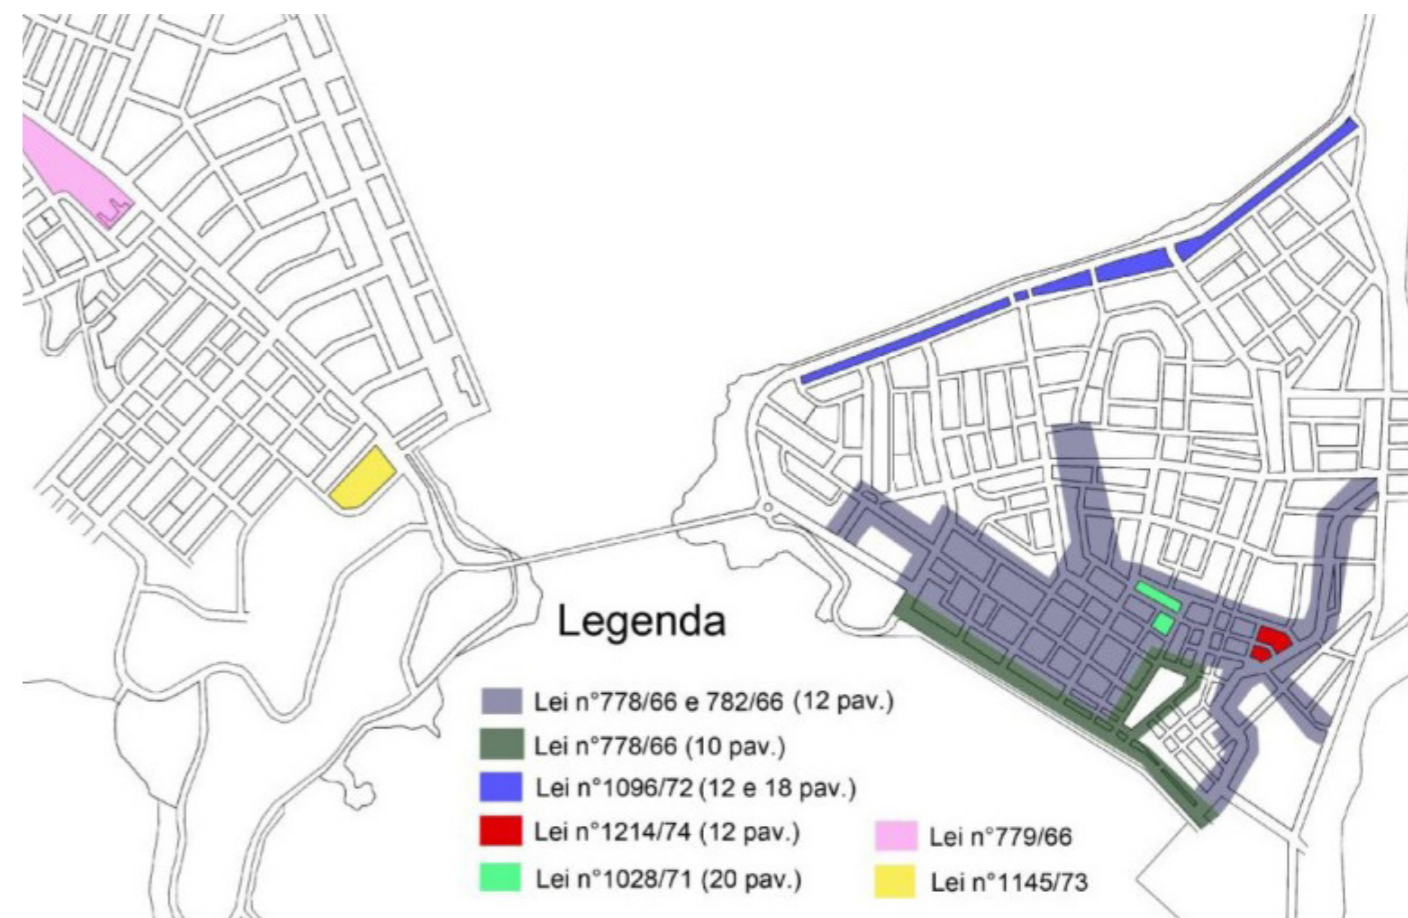 Legenda
Lei n°778/66 e 782/66 (12 pav.)
Lei n°778/66 (10 pav.)
Lei n°1096/72 (12 e 18 pav.)
Lei n°1214/74 (12 pav.)
Lei n°1028/71 (20 pav.)
Lei n°779/66
Lei n°1145/73